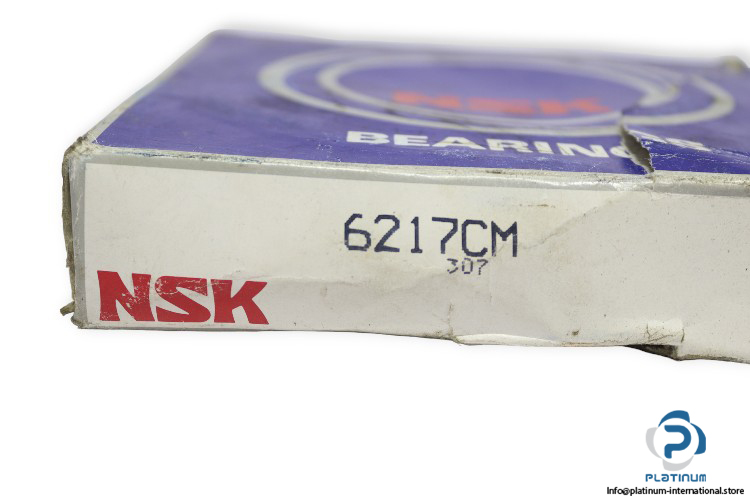 NSK
BEARINGS
6217CM
307
NSK
PLATINUM
Info@platinum-international.store